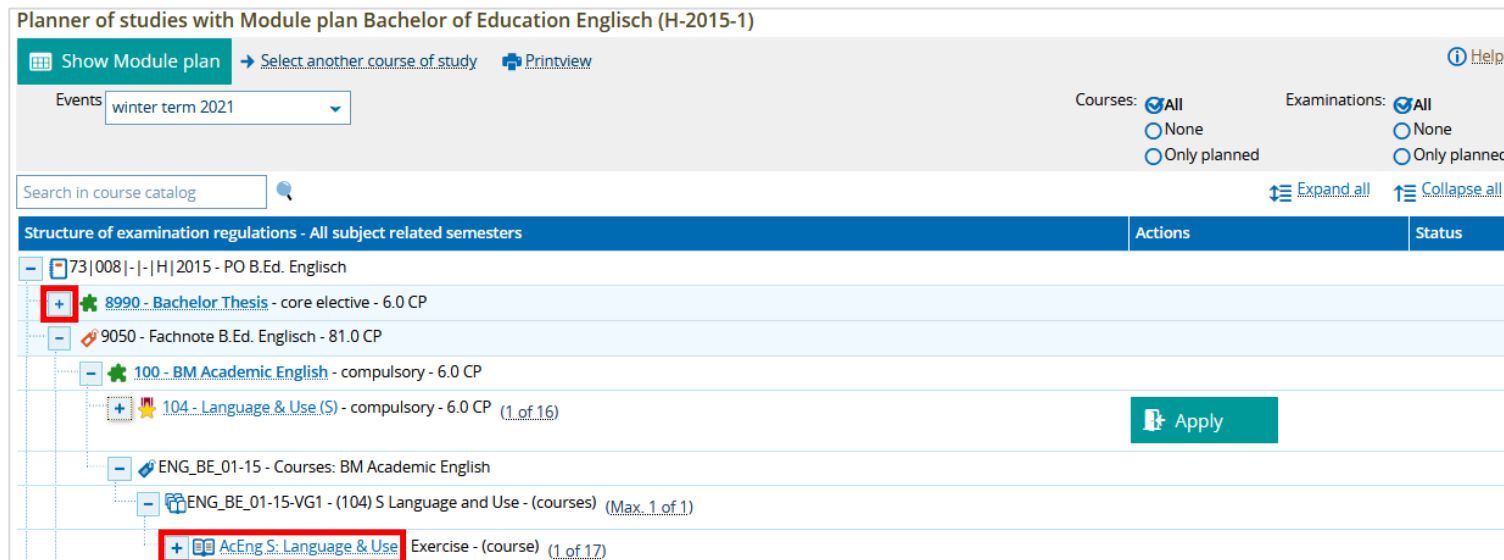 Planner of studies with Module plan Bachelor of Education Englisch (H-2015-1)
Show Module plan Select another course of study Printview Help
Events winter term 2021 Courses: All Examinations: All
None None
Only planned Only planned
Search in course catalog Expand all Collapse all
Structure of examination regulations - All subject related semesters Actions Status
73|008|-|-|H|2015 - PO B.Ed. Englisch
8990 - Bachelor Thesis - core elective - 6.0 CP
9050 - Fachnote B.Ed. Englisch - 81.0 CP
100 - BM Academic English - compulsory - 6.0 CP
104 - Language & Use (S) - compulsory - 6.0 CP (1 of 16) Apply
ENG_BE_01-15 - Courses: BM Academic English
ENG_BE_01-15-VG1 - (104) S Language and Use - (courses) (Max. 1 of 1)
AcEng S: Language & Use Exercise - (course) (1 of 17)